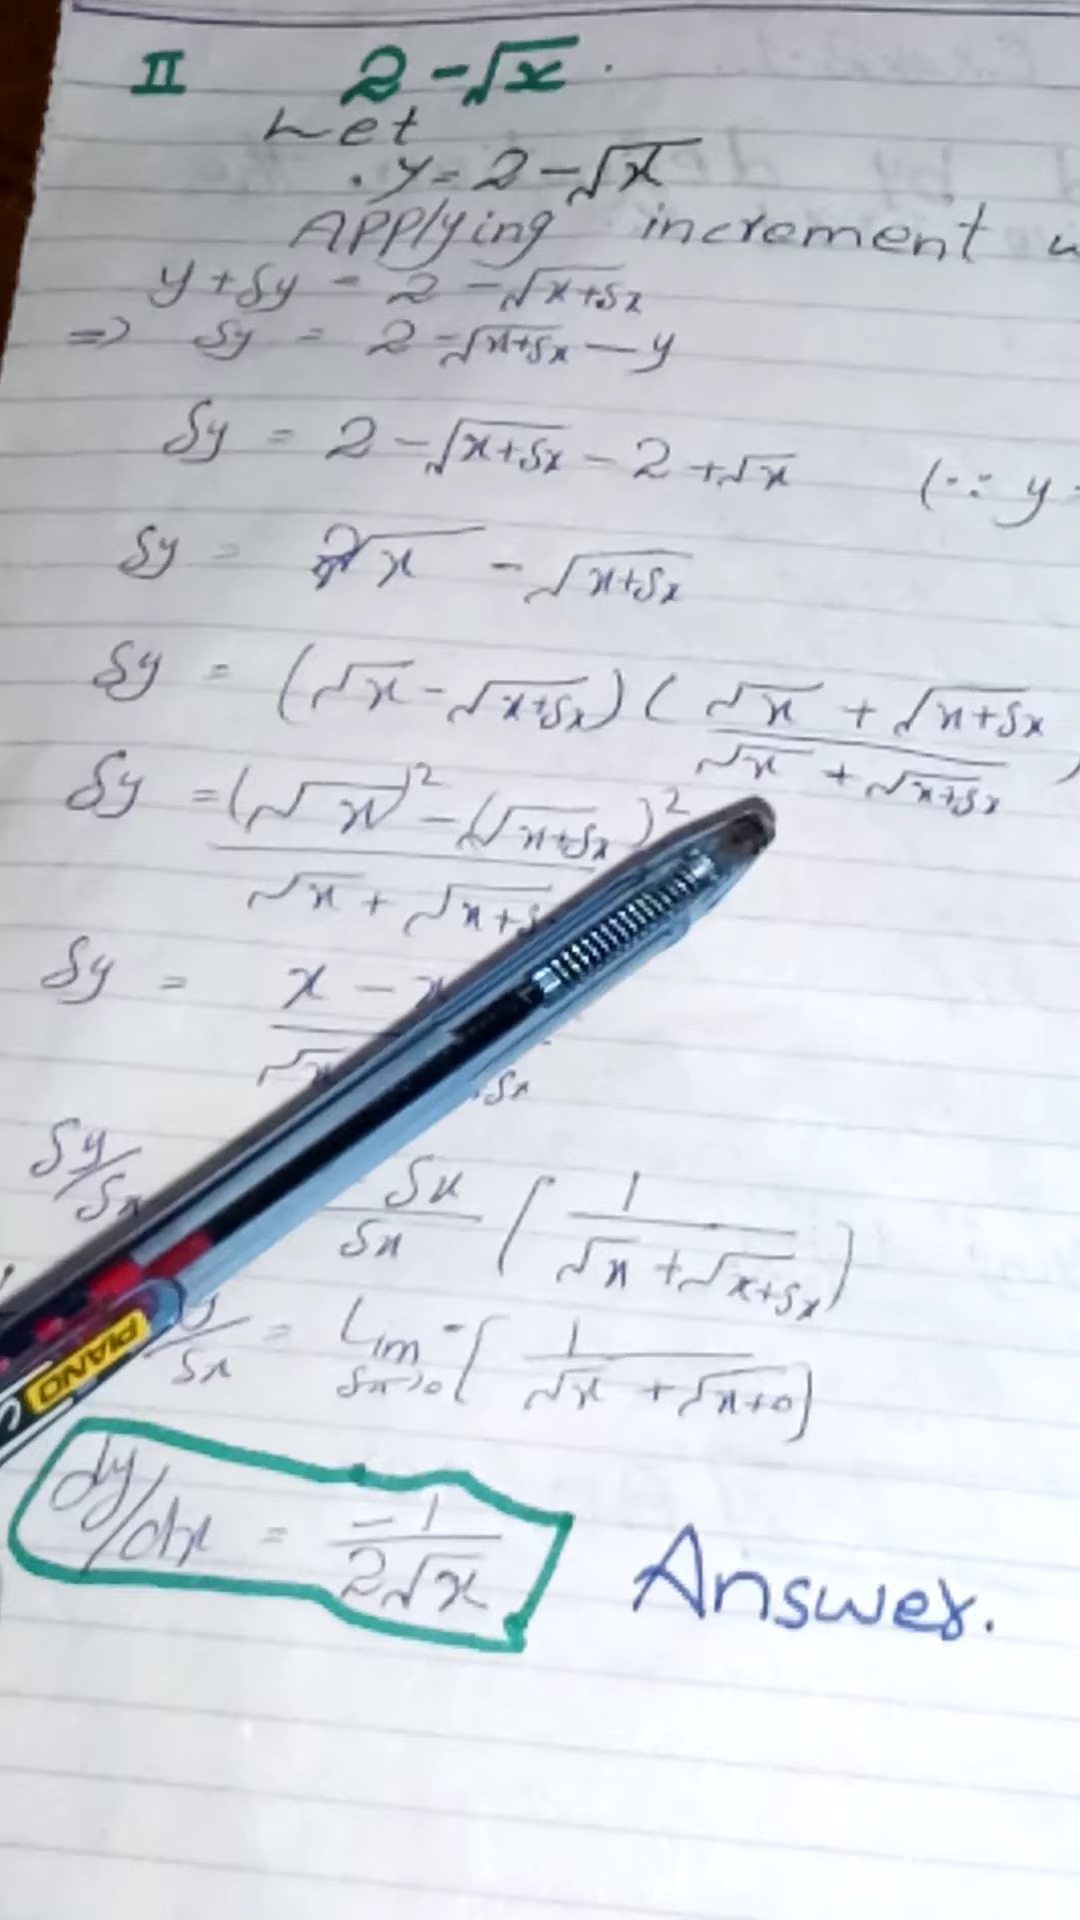 II 2 - √x .
Let
. y = 2 - √x
Applying increment
y + δy = 2 - √x+δx
=> δy = 2 - √x+δx - y
δy = 2 - √x+δx - 2 + √x (∵ y =
δy = √x - √x+δx
δy = (√x - √x+δx) ( √x + √x+δx
√x + √x+δx )
δy = (√x)² - (√x+δx)²
√x + √x+δ
δy = x - x
√x δx
δy/δx δx/δx [ 1
√x + √x+δx ]
δx = Lim δx→0 - [ 1
√x + √x+0 ]
dy/dx = -1
2√x
Answer.
PIANO